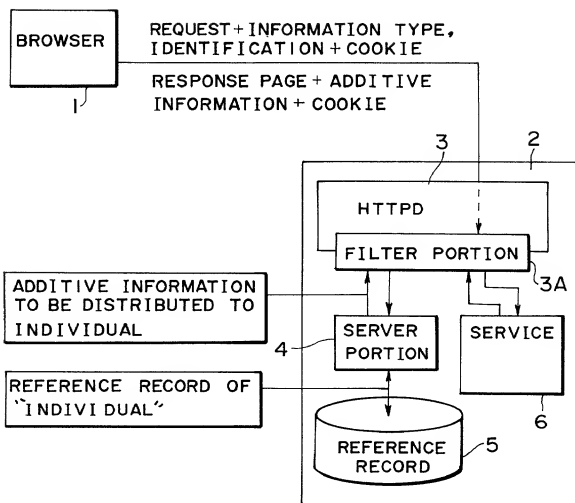 BROWSER
1
REQUEST + INFORMATION TYPE,
IDENTIFICATION + COOKIE
RESPONSE PAGE + ADDITIVE
INFORMATION + COOKIE
2
3
HTTPD
FILTER PORTION
3A
ADDITIVE INFORMATION
TO BE DISTRIBUTED TO
INDIVIDUAL
4
SERVER
PORTION
SERVICE
6
REFERENCE RECORD OF
"INDIVIDUAL"
REFERENCE
RECORD
5